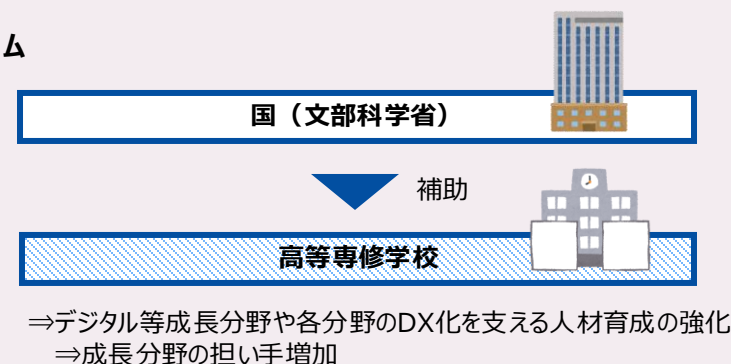 ム
国（文部科学省）
補助
高等専修学校
⇒デジタル等成長分野や各分野のDX化を支える人材育成の強化
⇒成長分野の担い手増加